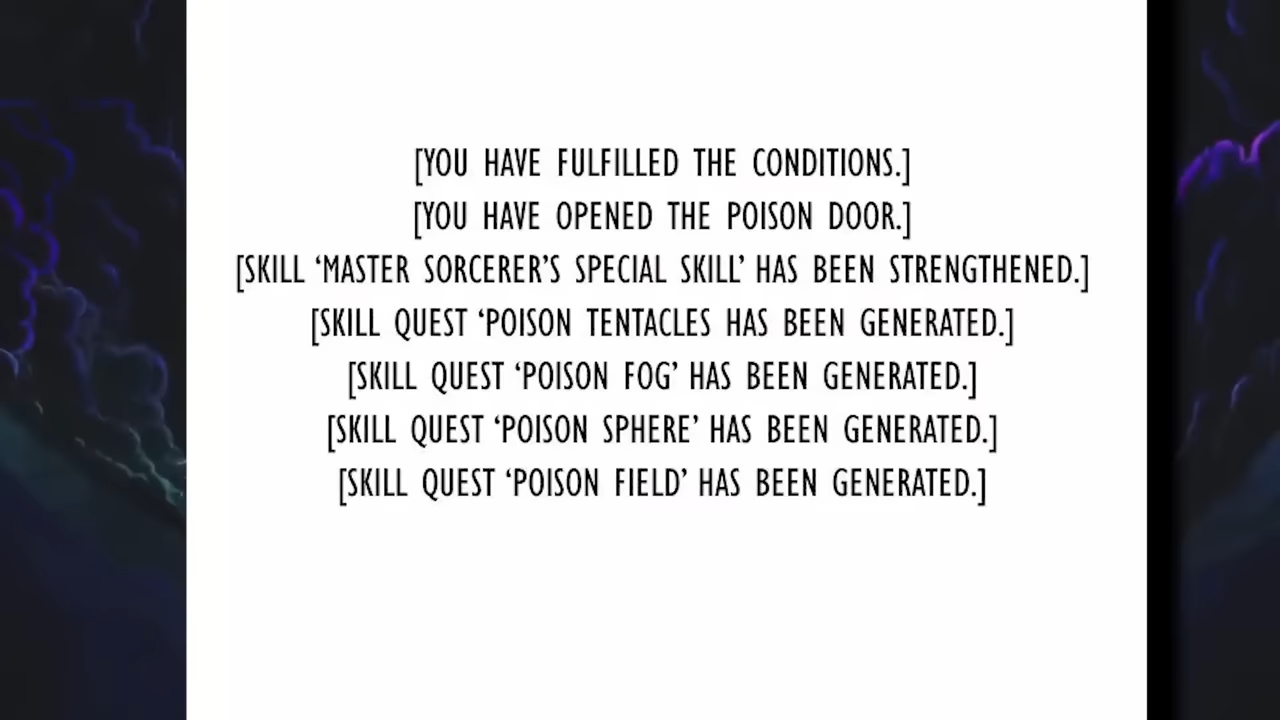 [YOU HAVE FULFILLED THE CONDITIONS.]
[YOU HAVE OPENED THE POISON DOOR.]
[SKILL ‘MASTER SORCERER’S SPECIAL SKILL’ HAS BEEN STRENGTHENED.]
[SKILL QUEST ‘POISON TENTACLES HAS BEEN GENERATED.]
[SKILL QUEST ‘POISON FOG’ HAS BEEN GENERATED.]
[SKILL QUEST ‘POISON SPHERE’ HAS BEEN GENERATED.]
[SKILL QUEST ‘POISON FIELD’ HAS BEEN GENERATED.]